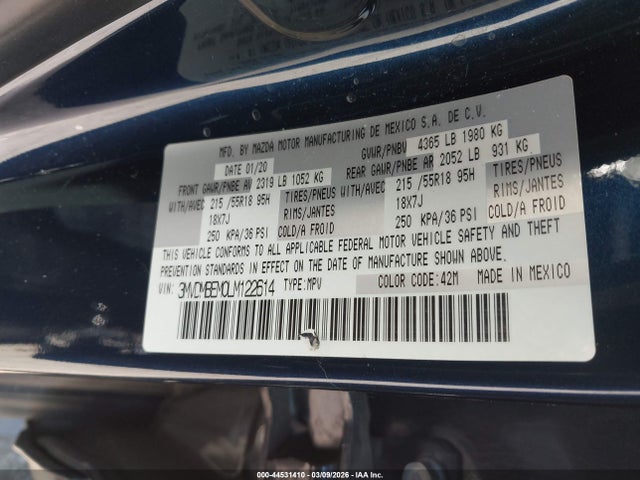 MFG. BY MAZDA MOTOR MANUFACTURING DE MEXICO S.A. DE C.V.
DATE 01/20 GVWR/PNBV 4365 LB 1980 KG
FRONT GAWR/PNBE AV 2319 LB 1052 KG REAR GAWR/PNBE AR 2052 LB 931 KG
WITH/AVEC 215/55R18 95H TIRES/PNEUS WITH/AVEC 215/55R18 95H TIRES/PNEUS
18X7J RIMS/JANTES 18X7J RIMS/JANTES
250 KPA/36 PSI COLD/A FROID 250 KPA/36 PSI COLD/A FROID
THIS VEHICLE CONFORMS TO ALL APPLICABLE FEDERAL MOTOR VEHICLE SAFETY AND THEFT
PREVENTION STANDARDS IN EFFECT ON THE DATE OF MANUFACTURE SHOWN ABOVE.
VIN: 3MVDMBEM0LM122614 TYPE: MPV COLOR CODE: 42M MADE IN MEXICO
000-44531410 | 03/09/2026 | IAA Inc.